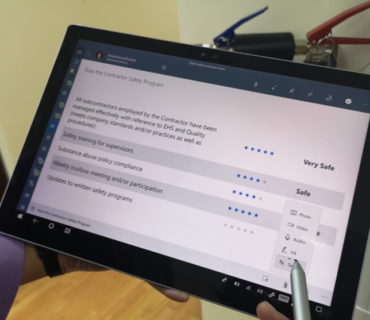 Rate the Contractor Safety Program
All subcontractors employed by the Contractor have been
managed effectively with reference to EHS and Quality
(meets company standards and/or practices as well as
procedures)
Very Safe
Safety training for supervisors
Safe
Substance abuse policy compliance
Weekly toolbox meeting and/or participation
Updates to written safety programs
Photo
Video
Audio
Ink